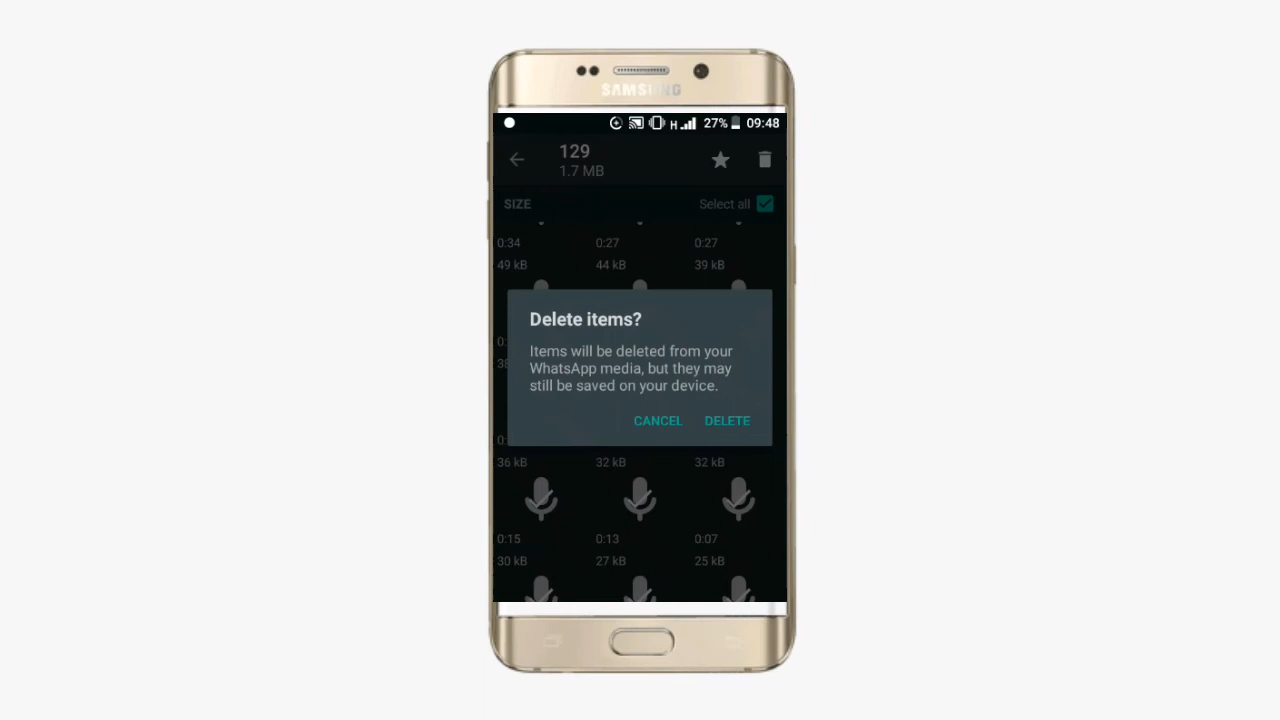 SAMSUNG
H 27% 09:48
129
1.7 MB
SIZE Select all
0:34 0:27 0:27
49 kB 44 kB 39 kB
Delete items?
Items will be deleted from your
WhatsApp media, but they may
still be saved on your device.
CANCEL DELETE
36 kB 32 kB 32 kB
0:15 0:13 0:07
30 kB 27 kB 25 kB